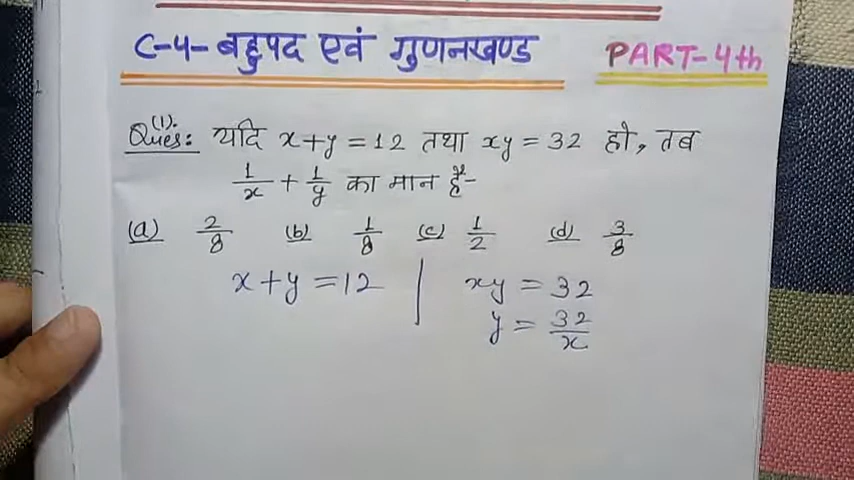 C-4- बहुपद एवं गुणनखण्ड PART-4th
Ques:(1). यदि x+y=12 तथा xy=32 हो, तब
1/x + 1/y का मान है-
(a) 2/8 (b) 1/8 (c) 1/2 (d) 3/8
x+y=12 | xy = 32
y = 32/x